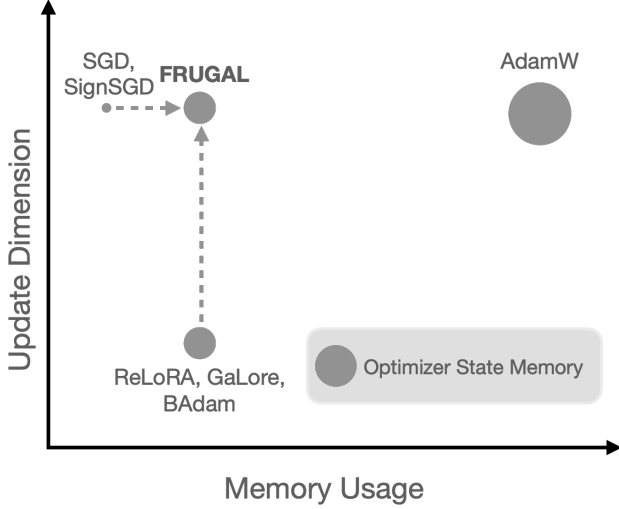 SGD,
SignSGD
FRUGAL
AdamW
Update Dimension
ReLoRA, GaLore,
BAdam
Optimizer State Memory
Memory Usage